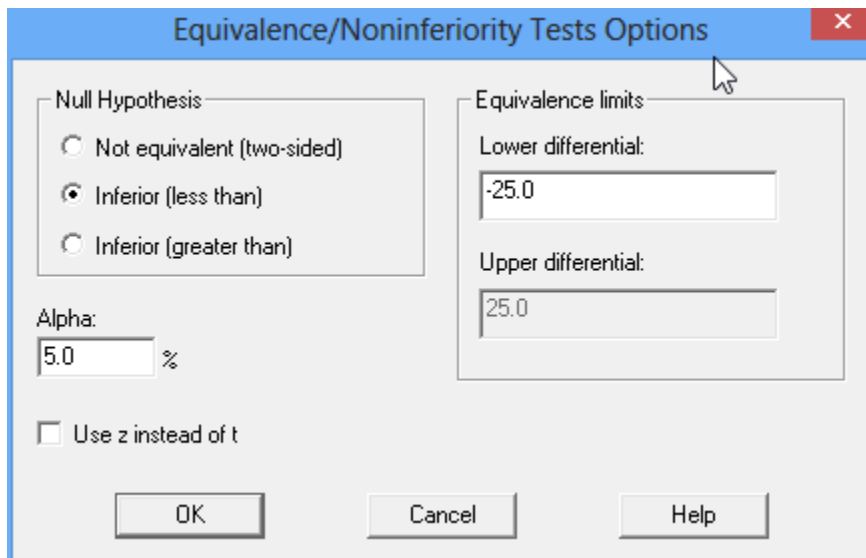 Equivalence/Noninferiority Tests Options
Null Hypothesis
Not equivalent (two-sided)
Inferior (less than)
Inferior (greater than)
Alpha:
5.0 %
Use z instead of t
Equivalence limits
Lower differential:
-25.0
Upper differential:
25.0
OK
Cancel
Help